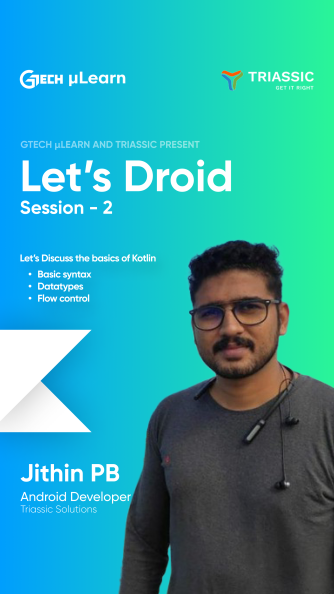 GTECH μLearn
TRIASSIC
GET IT RIGHT
GTECH μLEARN AND TRIASSIC PRESENT
Let's Droid
Session - 2
Let's Discuss the basics of Kotlin
• Basic syntax
• Datatypes
• Flow control
Jithin PB
Android Developer
Triassic Solutions